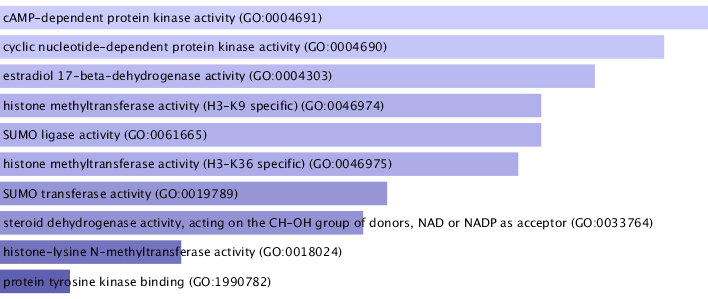 cAMP-dependent protein kinase activity (GO:0004691)
cyclic nucleotide-dependent protein kinase activity (GO:0004690)
estradiol 17-beta-dehydrogenase activity (GO:0004303)
histone methyltransferase activity (H3-K9 specific) (GO:0046974)
SUMO ligase activity (GO:0061665)
histone methyltransferase activity (H3-K36 specific) (GO:0046975)
SUMO transferase activity (GO:0019789)
steroid dehydrogenase activity, acting on the CH-OH group of donors, NAD or NADP as acceptor (GO:0033764)
histone-lysine N-methyltransferase activity (GO:0018024)
protein tyrosine kinase binding (GO:1990782)